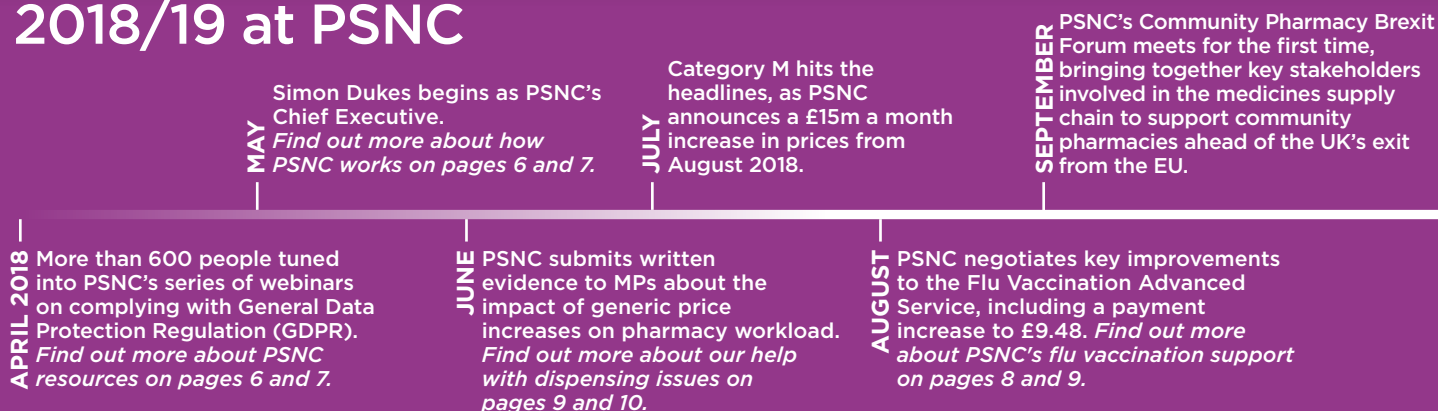 2018/19 at PSNC
APRIL 2018
More than 600 people tuned
into PSNC’s series of webinars
on complying with General Data
Protection Regulation (GDPR).
Find out more about PSNC
resources on pages 6 and 7.
MAY
Simon Dukes begins as PSNC’s
Chief Executive.
Find out more about how
PSNC works on pages 6 and 7.
JUNE
PSNC submits written
evidence to MPs about the
impact of generic price
increases on pharmacy workload.
Find out more about our help
with dispensing issues on
pages 9 and 10.
JULY
Category M hits the
headlines, as PSNC
announces a £15m a month
increase in prices from
August 2018.
AUGUST
PSNC negotiates key improvements
to the Flu Vaccination Advanced
Service, including a payment
increase to £9.48. Find out more
about PSNC's flu vaccination support
on pages 8 and 9.
SEPTEMBER
PSNC’s Community Pharmacy Brexit
Forum meets for the first time,
bringing together key stakeholders
involved in the medicines supply
chain to support community
pharmacies ahead of the UK’s exit
from the EU.